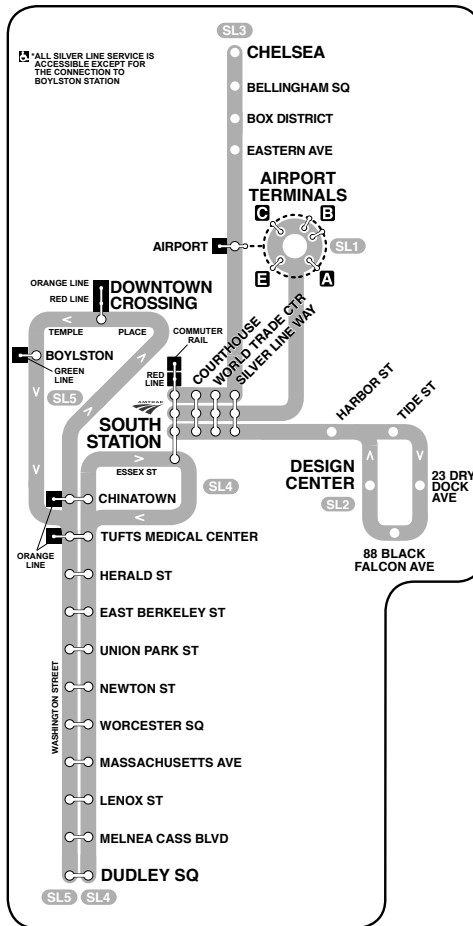 SL3
*ALL SILVER LINE SERVICE IS
ACCESSIBLE EXCEPT FOR
THE CONNECTION TO
BOYLSTON STATION
CHELSEA
BELLINGHAM SQ
BOX DISTRICT
EASTERN AVE
AIRPORT
TERMINALS
C
B
AIRPORT
SL1
E
A
ORANGE LINE
RED LINE
DOWNTOWN
CROSSING
TEMPLE
PLACE
COMMUTER
RAIL
RED
LINE
COURTHOUSE
WORLD TRADE CTR
SILVER LINE WAY
BOYLSTON
GREEN
LINE
SL5
AMTRAK
SOUTH
STATION
HARBOR ST
TIDE ST
ESSEX ST
SL4
DESIGN
CENTER
SL2
23 DRY
DOCK
AVE
CHINATOWN
ORANGE
LINE
TUFTS MEDICAL CENTER
88 BLACK
FALCON AVE
HERALD ST
EAST BERKELEY ST
UNION PARK ST
NEWTON ST
WASHINGTON STREET
WORCESTER SQ
MASSACHUSETTS AVE
LENOX ST
MELNEA CASS BLVD
DUDLEY SQ
SL5
SL4